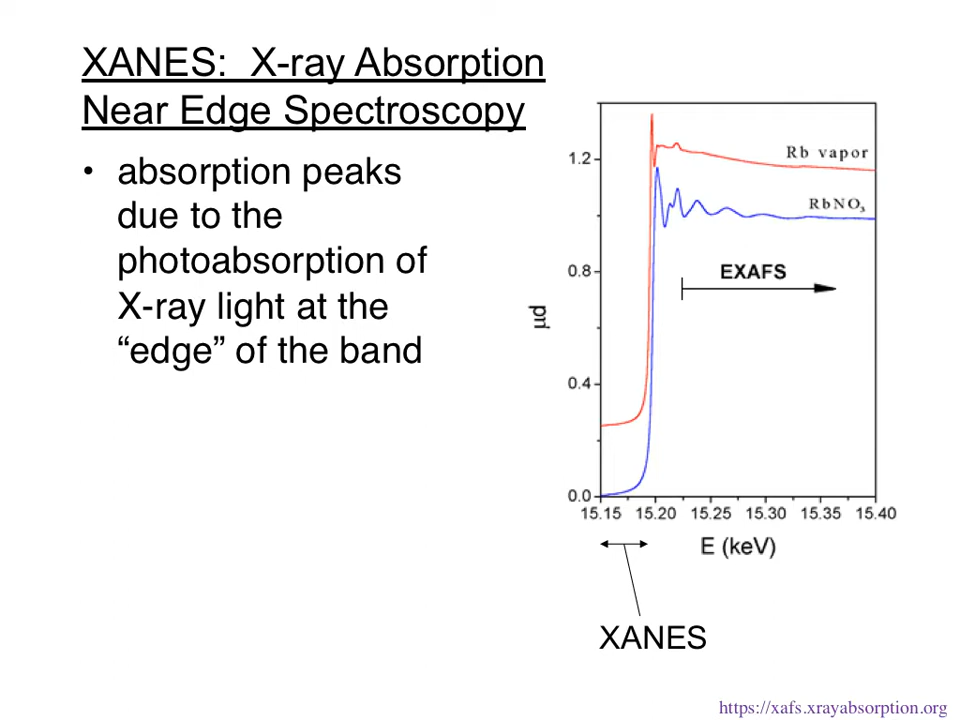 XANES:  X-ray Absorption
Near Edge Spectroscopy
• absorption peaks
due to the
photoabsorption of
X-ray light at the
“edge” of the band
1.2
0.8
0.4
0.0
μd
Rb vapor
RbNO₃
EXAFS
15.15 15.20 15.25 15.30 15.35 15.40
E (keV)
XANES
https://xafs.xrayabsorption.org